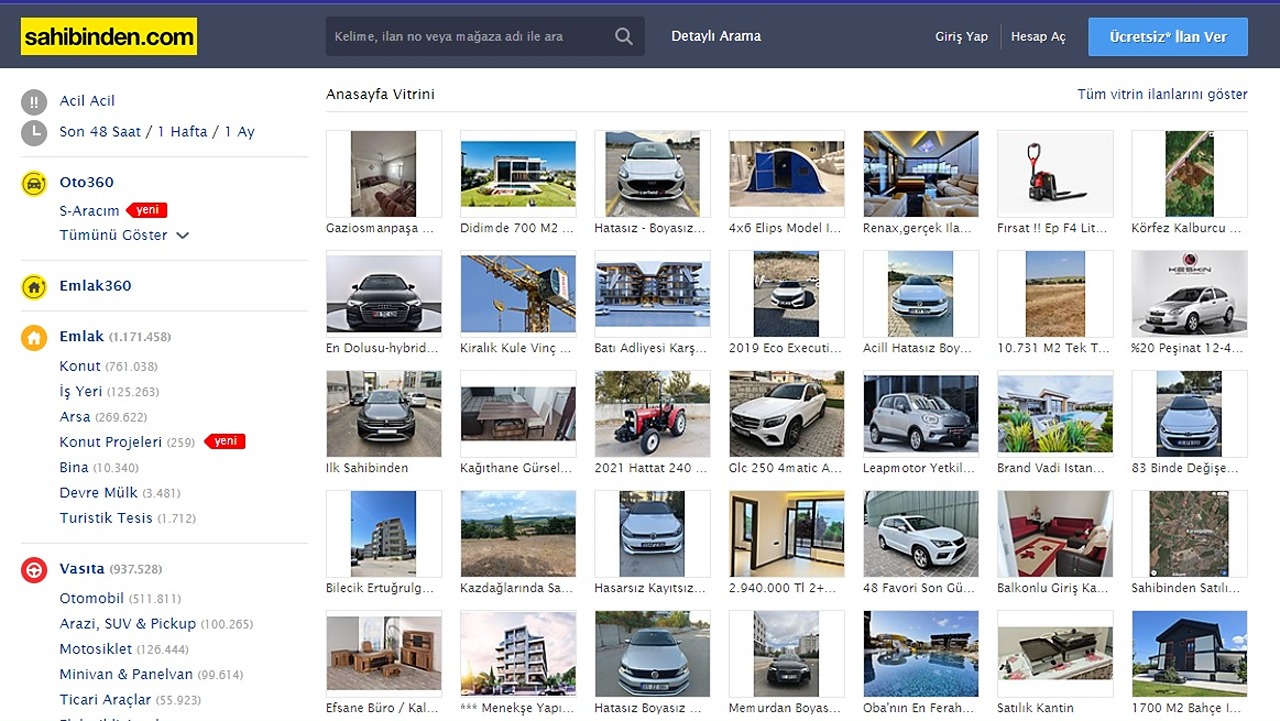 sahibinden.com
Kelime, ilan no veya mağaza adı ile ara
Detaylı Arama
Giriş Yap
Hesap Aç
Ücretsiz* İlan Ver
Acil Acil
Son 48 Saat / 1 Hafta / 1 Ay
Oto360
S-Aracım yeni
Tümünü Göster
Emlak360
Emlak (1.171.458)
Konut (761.038)
İş Yeri (125.263)
Arsa (269.622)
Konut Projeleri (259) yeni
Bina (10.340)
Devre Mülk (3.481)
Turistik Tesis (1.712)
Vasıta (937.528)
Otomobil (511.811)
Arazi, SUV & Pickup (100.265)
Motosiklet (126.444)
Minivan & Panelvan (99.614)
Ticari Araçlar (55.923)
Anasayfa Vitrini
Tüm vitrin ilanlarını göster
Gaziosmanpaşa ...
Didimde 700 M2 ...
Hatasız - Boyasız...
4x6 Elips Model I...
Renax,gerçek Ila...
Fırsat !! Ep F4 Lit...
Körfez Kalburcu ...
KESKİN
En Dolusu-hybrid...
Kiralık Kule Vinç ...
Batı Adliyesi Karş...
2019 Eco Executi...
Acill Hatasız Boy...
10.731 M2 Tek T...
%20 Peşinat 12-4...
Ilk Sahibinden
Kağıthane Gürsel...
2021 Hattat 240 ...
Glc 250 4matic A...
Leapmotor Yetkil...
Brand Vadi Istan...
83 Binde Değişe...
Bilecik Ertuğrulg...
Kazdağlarında Sa...
Hasarsız Kayıtsız...
2.940.000 Tl 2+...
48 Favori Son Gü...
Balkonlu Giriş Ka...
Sahibinden Satılı...
Efsane Büro / Kal...
*** Menekşe Yapı...
Hatasız Boyasız ...
Memurdan Boyas...
Oba'nın En Ferah...
Satılık Kantin
1700 M2 Bahçe I...